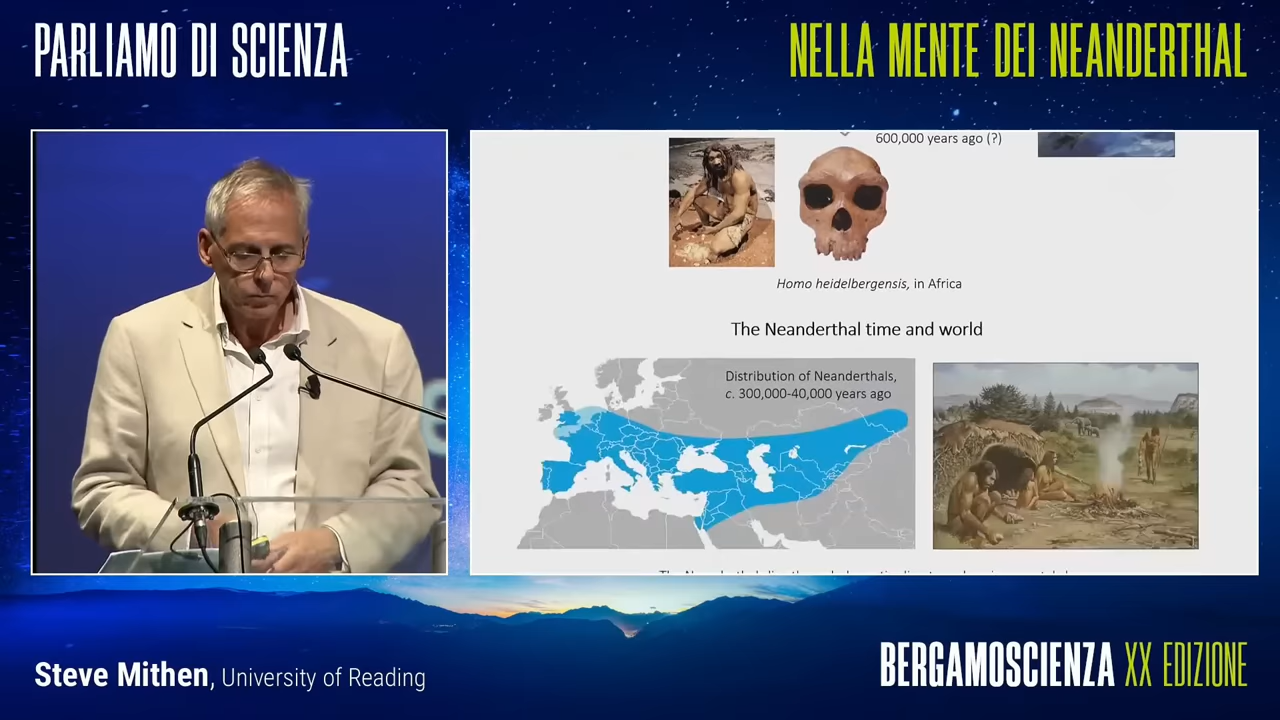 PARLIAMO DI SCIENZA
NELLA MENTE DEI NEANDERTHAL
600,000 years ago (?)
Homo heidelbergensis, in Africa
The Neanderthal time and world
Distribution of Neanderthals,
c. 300,000-40,000 years ago
Steve Mithen, University of Reading
BERGAMOSCIENZA XX EDIZIONE